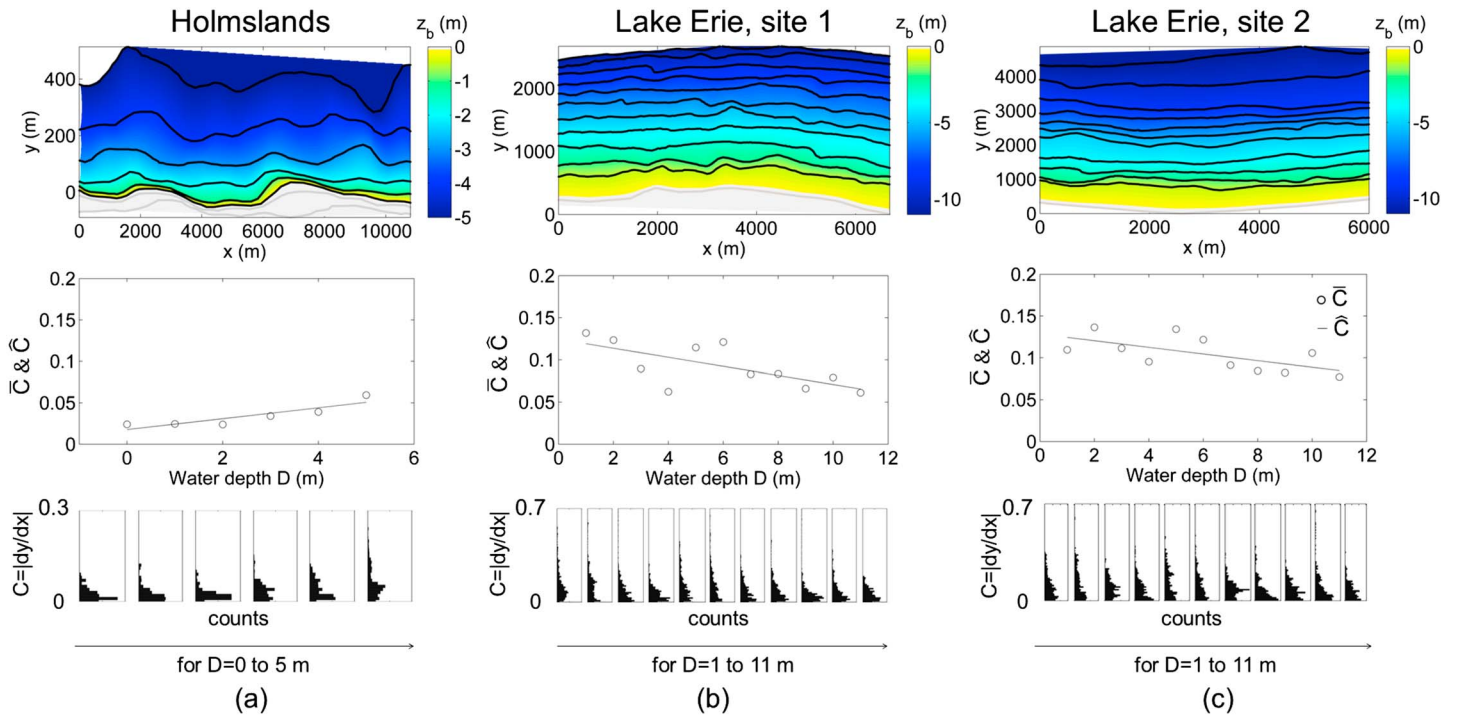 Holmslands
z_b (m)
400
200
0
y (m)
0
-1
-2
-3
-4
-5
0 2000 4000 6000 8000 10000
x (m)
Lake Erie, site 1
z_b (m)
2000
1000
0
y (m)
0
-5
-10
2000 4000 6000
x (m)
Lake Erie, site 2
z_b (m)
4000
3000
2000
1000
0
y (m)
0
-5
-10
0 2000 4000 6000
x (m)
0.2
0.15
0.1
0.05
0
C̅ & Ĉ
0 2 4 6
Water depth D (m)
0.2
0.15
0.1
0.05
0
C̅ & Ĉ
0 2 4 6 8 10 12
Water depth D (m)
0.2
0.15
0.1
0.05
0
C̅ & Ĉ
C̅
Ĉ
0 2 4 6 8 10 12
Water depth D (m)
0.3
0
C=|dy/dx|
counts
for D=0 to 5 m
(a)
0.7
0
C=|dy/dx|
counts
for D=1 to 11 m
(b)
0.7
0
C=|dy/dx|
counts
for D=1 to 11 m
(c)